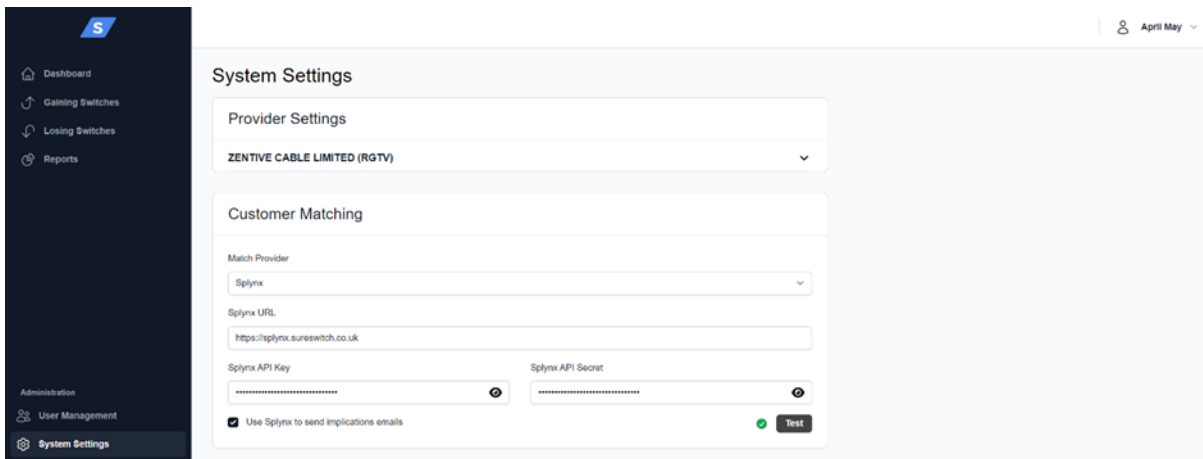 S
April May
Dashboard
Gaining Switches
Losing Switches
Reports
Administration
User Management
System Settings
System Settings
Provider Settings
ZENTIVE CABLE LIMITED (RGTV)
Customer Matching
Match Provider
Splynx
Splynx URL
https://splynx.sureswitch.co.uk
Splynx API Key
Splynx API Secret
Use Splynx to send implications emails
Test